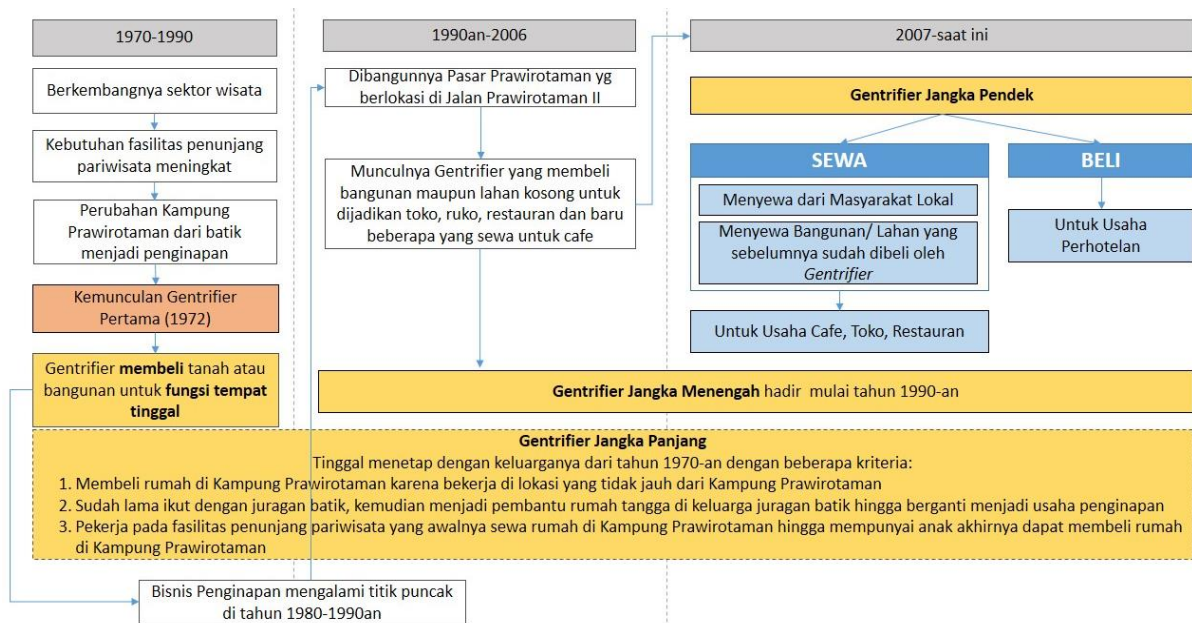 1970-1990
Berkembangnya sektor wisata
Kebutuhan fasilitas penunjang
pariwisata meningkat
Perubahan Kampung
Prawirotaman dari batik
menjadi penginapan
Kemunculan Gentrifier
Pertama (1972)
Gentrifier membeli tanah atau
bangunan untuk fungsi tempat
tinggal
1990an-2006
Dibangunnya Pasar Prawirotaman yg
berlokasi di Jalan Prawirotaman II
Munculnya Gentrifier yang membeli
bangunan maupun lahan kosong untuk
dijadikan toko, ruko, restauran dan baru
beberapa yang sewa untuk cafe
2007-saat ini
Gentrifier Jangka Pendek
SEWA
Menyewa dari Masyarakat Lokal
Menyewa Bangunan/ Lahan yang
sebelumnya sudah dibeli oleh
Gentrifier
Untuk Usaha Cafe, Toko, Restauran
BELI
Untuk Usaha
Perhotelan
Gentrifier Jangka Menengah hadir mulai tahun 1990-an
Gentrifier Jangka Panjang
Tinggal menetap dengan keluarganya dari tahun 1970-an dengan beberapa kriteria:
1. Membeli rumah di Kampung Prawirotaman karena bekerja di lokasi yang tidak jauh dari Kampung Prawirotaman
2. Sudah lama ikut dengan juragan batik, kemudian menjadi pembantu rumah tangga di keluarga juragan batik hingga berganti menjadi usaha penginapan
3. Pekerja pada fasilitas penunjang pariwisata yang awalnya sewa rumah di Kampung Prawirotaman hingga mempunyai anak akhirnya dapat membeli rumah
di Kampung Prawirotaman
Bisnis Penginapan mengalami titik puncak
di tahun 1980-1990an